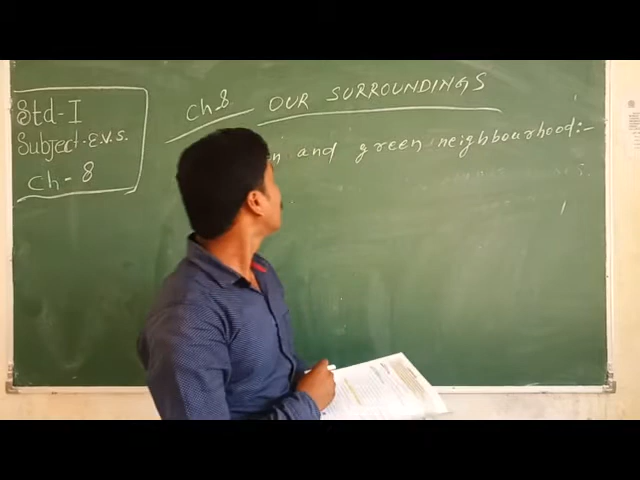 Std-I
Subject-E.V.S.
Ch-8
Ch.8 OUR SURROUNDINGS
and green neighbourhood:-